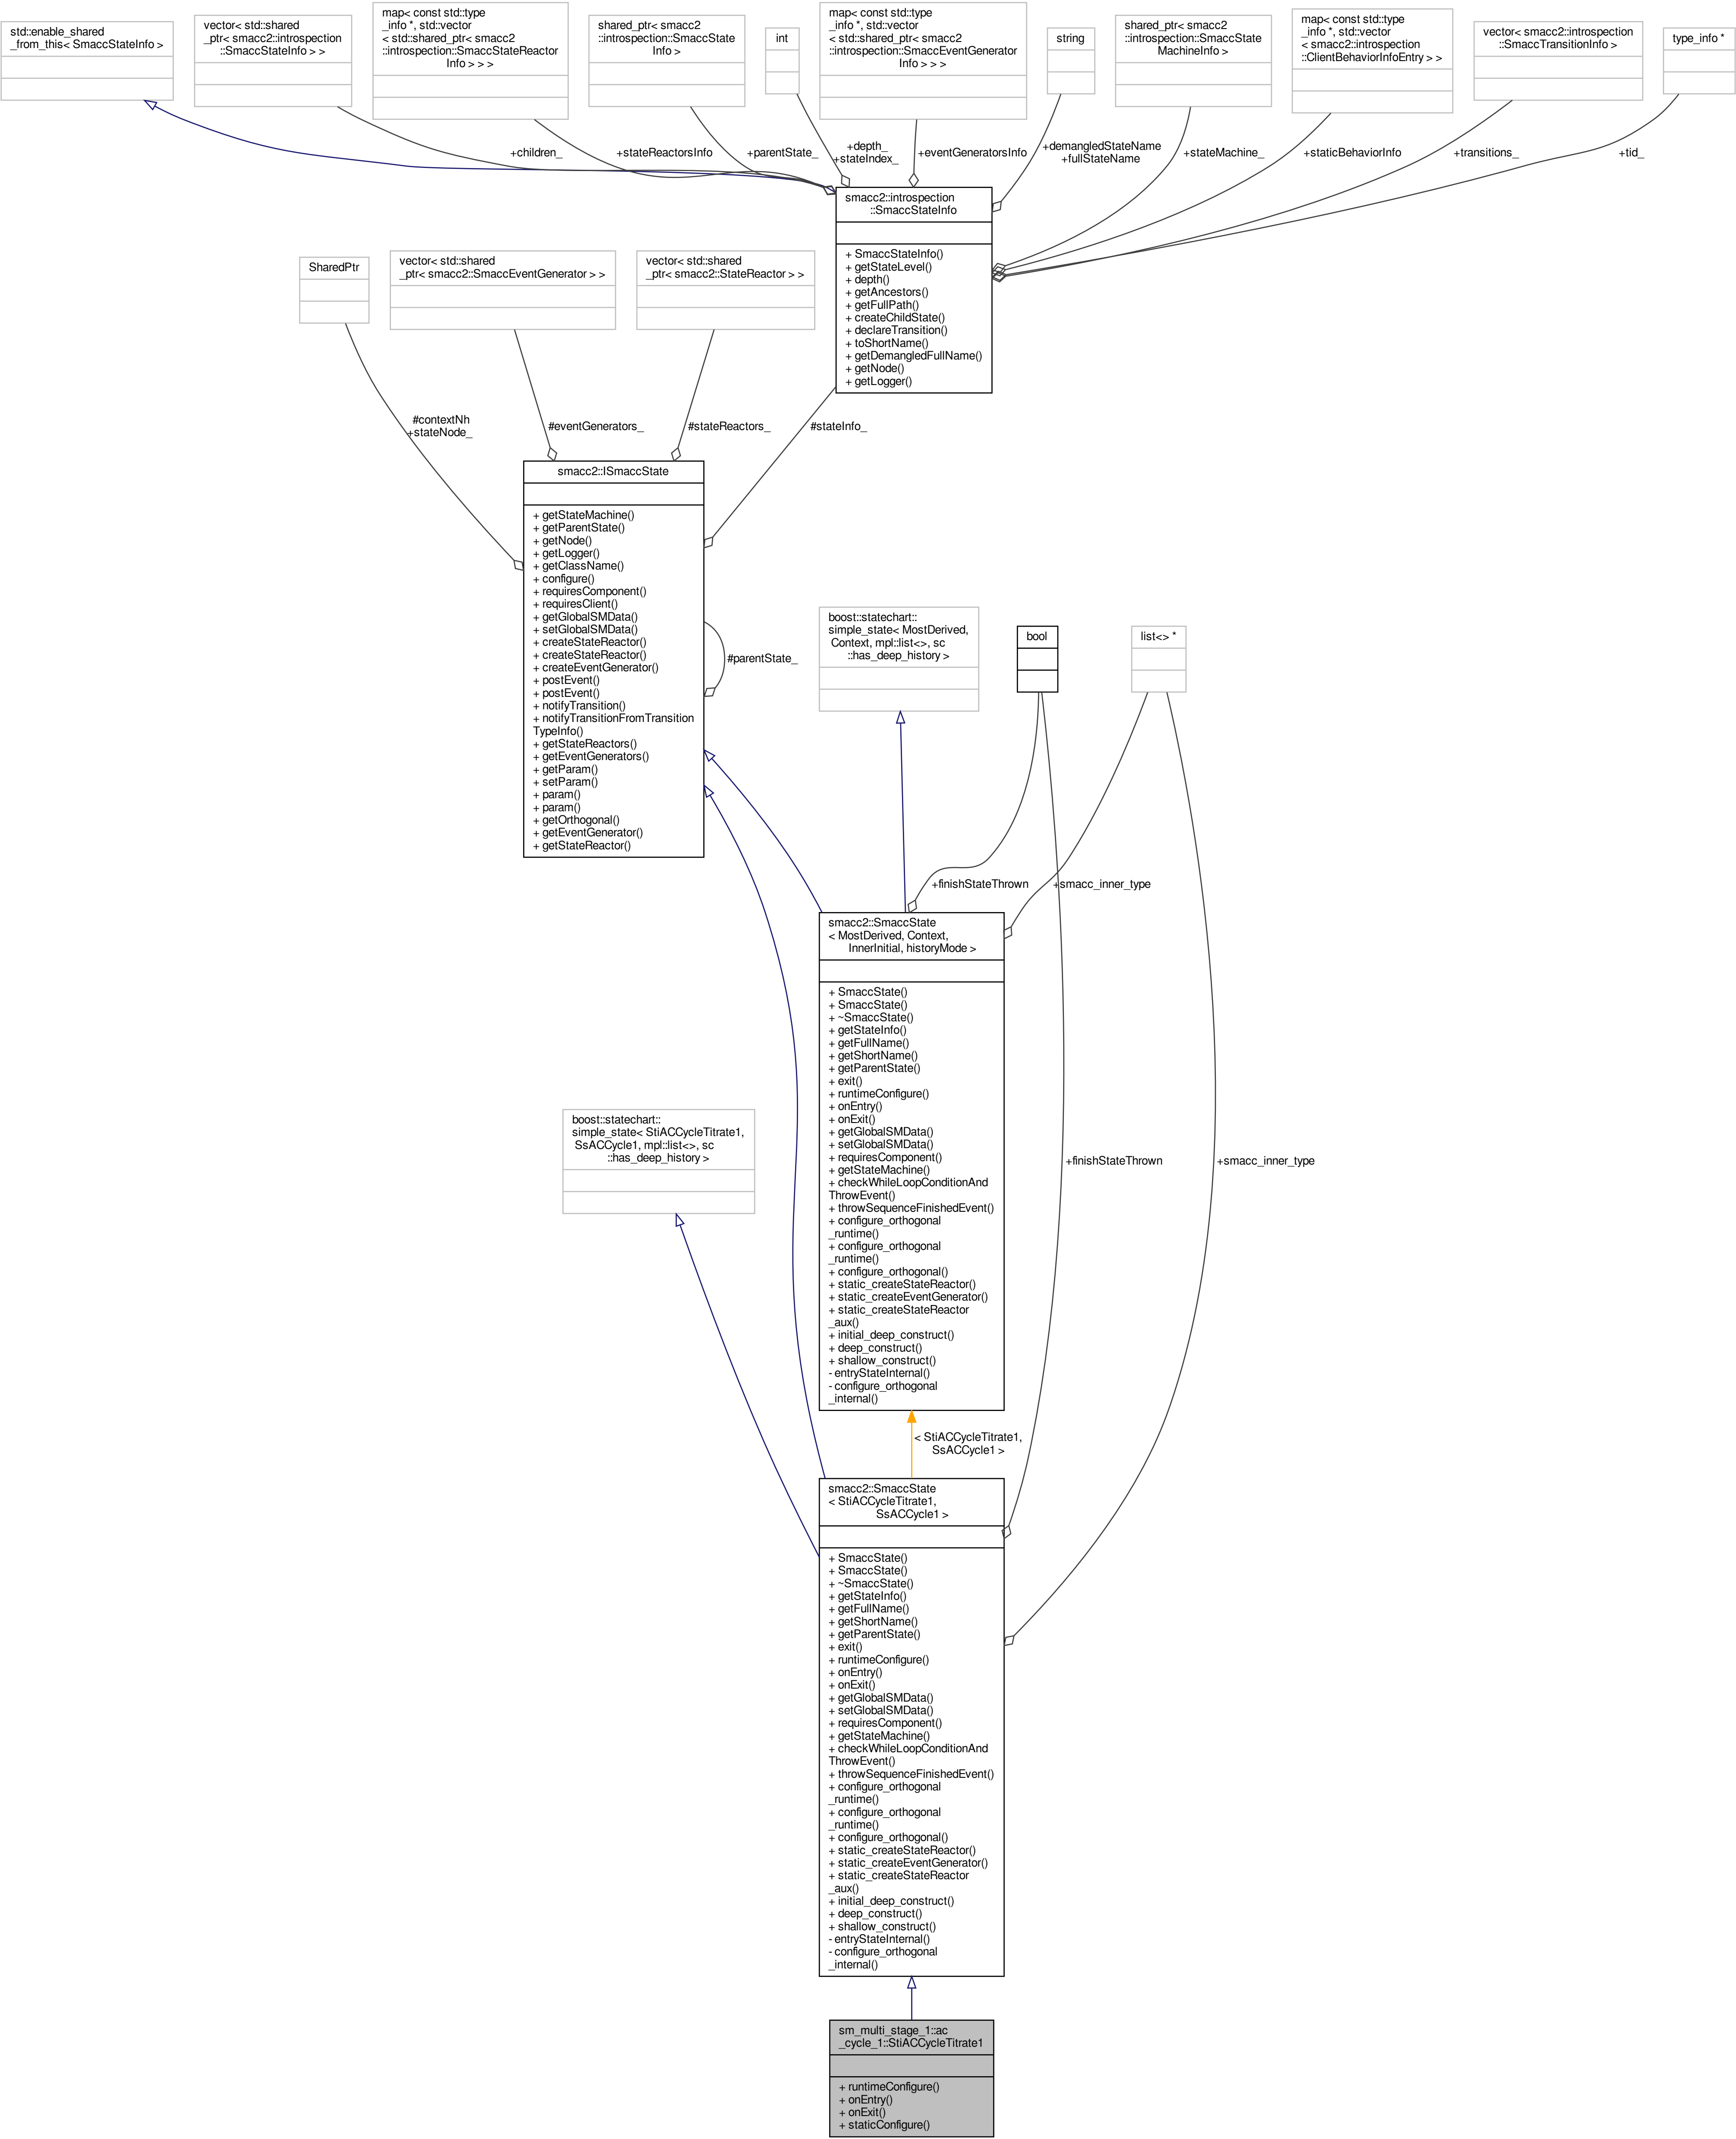 std::enable_shared
_from_this< SmaccStateInfo >
vector< std::shared
_ptr< smacc2::introspection
::SmaccStateInfo > >
map< const std::type
_info *, std::vector
< std::shared_ptr< smacc2
::introspection::SmaccStateReactor
Info > > >
shared_ptr< smacc2
::introspection::SmaccState
Info >
int
map< const std::type
_info *, std::vector
< std::shared_ptr< smacc2
::introspection::SmaccEventGenerator
Info > > >
string
shared_ptr< smacc2
::introspection::SmaccState
MachineInfo >
map< const std::type
_info *, std::vector
< smacc2::introspection
::ClientBehaviorInfoEntry > >
vector< smacc2::introspection
::SmaccTransitionInfo >
type_info *
+children_
+stateReactorsInfo
+parentState_
+depth_
+stateIndex_
+eventGeneratorsInfo
+demangledStateName
+fullStateName
+stateMachine_
+staticBehaviorInfo
+transitions_
+tid_
smacc2::introspection
::SmaccStateInfo
+ SmaccStateInfo()
+ getStateLevel()
+ depth()
+ getAncestors()
+ getFullPath()
+ createChildState()
+ declareTransition()
+ toShortName()
+ getDemangledFullName()
+ getNode()
+ getLogger()
SharedPtr
vector< std::shared
_ptr< smacc2::SmaccEventGenerator > >
vector< std::shared
_ptr< smacc2::StateReactor > >
#contextNh
+stateNode_
#eventGenerators_
#stateReactors_
#stateInfo_
smacc2::ISmaccState
+ getStateMachine()
+ getParentState()
+ getNode()
+ getLogger()
+ getClassName()
+ configure()
+ requiresComponent()
+ requiresClient()
+ getGlobalSMData()
+ setGlobalSMData()
+ createStateReactor()
+ createStateReactor()
+ createEventGenerator()
+ postEvent()
+ postEvent()
+ notifyTransition()
+ notifyTransitionFromTransition
TypeInfo()
+ getStateReactors()
+ getEventGenerators()
+ getParam()
+ setParam()
+ param()
+ param()
+ getOrthogonal()
+ getEventGenerator()
+ getStateReactor()
#parentState_
boost::statechart::
simple_state< MostDerived,
Context, mpl::list<>, sc
::has_deep_history >
bool
list<> *
+finishStateThrown
+smacc_inner_type
smacc2::SmaccState
< MostDerived, Context,
InnerInitial, historyMode >
+ SmaccState()
+ SmaccState()
+ ~SmaccState()
+ getStateInfo()
+ getFullName()
+ getShortName()
+ getParentState()
+ exit()
+ runtimeConfigure()
+ onEntry()
+ onExit()
+ getGlobalSMData()
+ setGlobalSMData()
+ requiresComponent()
+ getStateMachine()
+ checkWhileLoopConditionAnd
ThrowEvent()
+ throwSequenceFinishedEvent()
+ configure_orthogonal
_runtime()
+ configure_orthogonal
_runtime()
+ configure_orthogonal()
+ static_createStateReactor()
+ static_createEventGenerator()
+ static_createStateReactor
_aux()
+ initial_deep_construct()
+ deep_construct()
+ shallow_construct()
- entryStateInternal()
- configure_orthogonal
_internal()
boost::statechart::
simple_state< StiACCycleTitrate1,
SsACCycle1, mpl::list<>, sc
::has_deep_history >
+finishStateThrown
+smacc_inner_type
< StiACCycleTitrate1,
SsACCycle1 >
smacc2::SmaccState
< StiACCycleTitrate1,
SsACCycle1 >
+ SmaccState()
+ SmaccState()
+ ~SmaccState()
+ getStateInfo()
+ getFullName()
+ getShortName()
+ getParentState()
+ exit()
+ runtimeConfigure()
+ onEntry()
+ onExit()
+ getGlobalSMData()
+ setGlobalSMData()
+ requiresComponent()
+ getStateMachine()
+ checkWhileLoopConditionAnd
ThrowEvent()
+ throwSequenceFinishedEvent()
+ configure_orthogonal
_runtime()
+ configure_orthogonal
_runtime()
+ configure_orthogonal()
+ static_createStateReactor()
+ static_createEventGenerator()
+ static_createStateReactor
_aux()
+ initial_deep_construct()
+ deep_construct()
+ shallow_construct()
- entryStateInternal()
- configure_orthogonal
_internal()
sm_multi_stage_1::ac
_cycle_1::StiACCycleTitrate1
+ runtimeConfigure()
+ onEntry()
+ onExit()
+ staticConfigure()